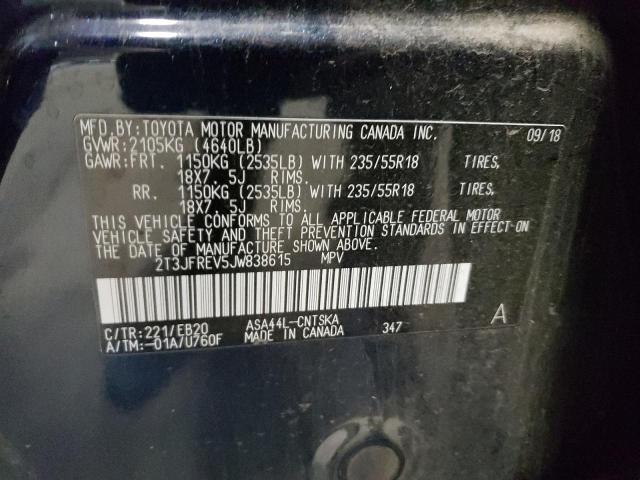 MFD.BY:TOYOTA MOTOR MANUFACTURING CANADA INC. 09/18
GVWR:2105KG (4640LB)
GAWR:FRT. 1150KG (2535LB) WITH 235/55R18 TIRES,
18X7 5J RIMS.
RR. 1150KG (2535LB) WITH 235/55R18 TIRES,
18X7 5J RIMS.
THIS VEHICLE CONFORMS TO ALL APPLICABLE FEDERAL MOTOR
VEHICLE SAFETY AND THEFT PREVENTION STANDARDS IN EFFECT ON
THE DATE OF MANUFACTURE SHOWN ABOVE.
2T3JFREV5JW838615 MPV
C/TR:221/EB20 ASA44L-CNTSKA 347 A
A/TM:-01A/U760F MADE IN CANADA